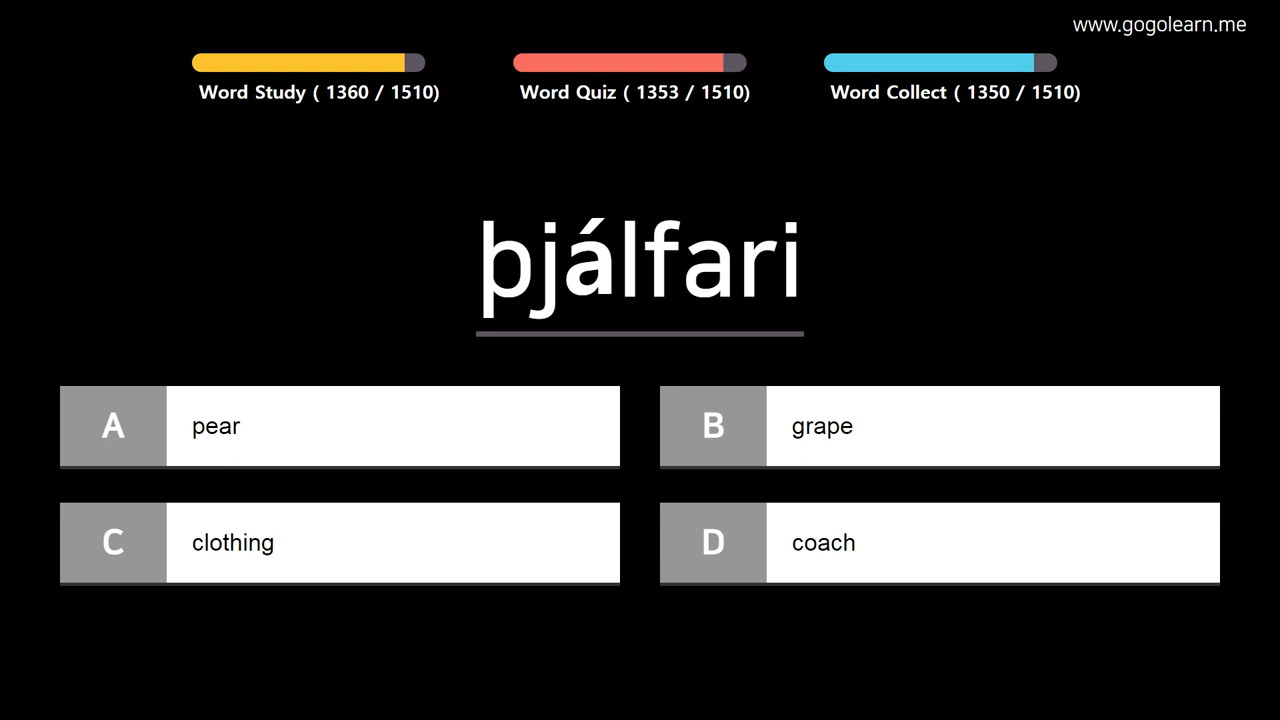 www.gogolearn.me
Word Study ( 1360 / 1510)
Word Quiz ( 1353 / 1510)
Word Collect ( 1350 / 1510)
þjálfari
A pear
B grape
C clothing
D coach